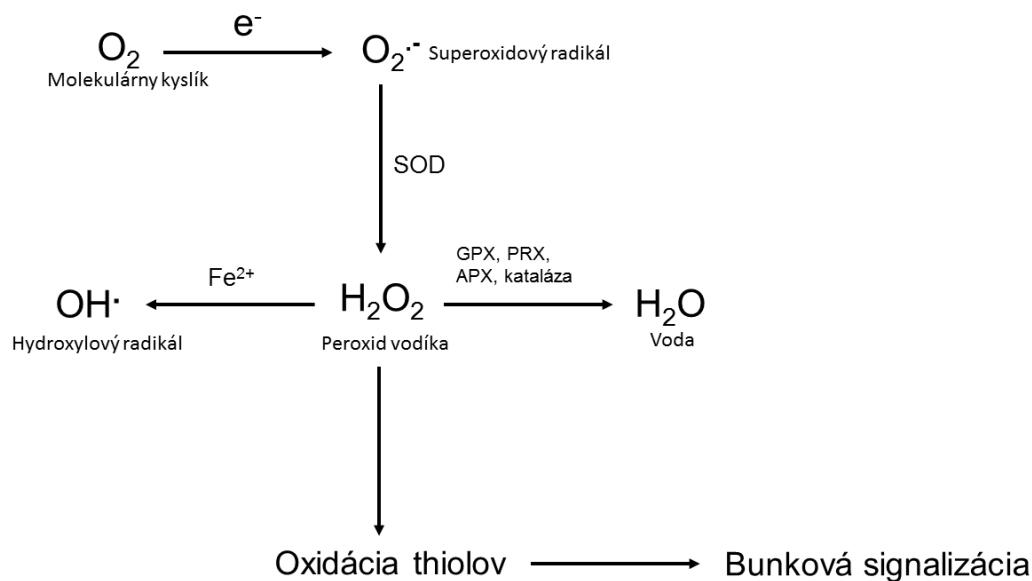 O₂ e⁻ O₂·⁻ Superoxidový radikál
Molekulárny kyslík
SOD
GPX, PRX,
APX, kataláza
OH· Fe²⁺ H₂O₂ H₂O
Hydroxylový radikál Peroxid vodíka Voda
Oxidácia thiolov Bunková signalizácia